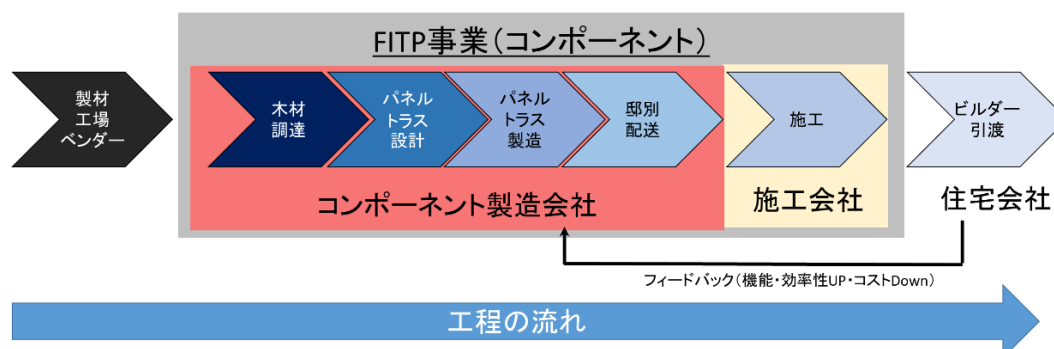 FITP事業（コンポーネント）
製材
工場
ベンダー
木材
調達
パネル
トラス
設計
パネル
トラス
製造
邸別
配送
施工
ビルダー
引渡
コンポーネント製造会社
施工会社
住宅会社
フィードバック（機能・効率性UP・コストDown）
工程の流れ